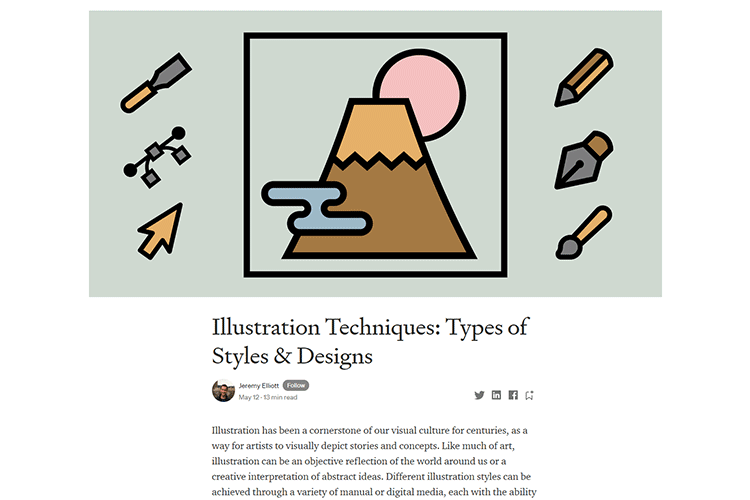 Illustration Techniques: Types of
Styles & Designs
Jeremy Elliott Follow
May 12 · 13 min read
Illustration has been a cornerstone of our visual culture for centuries, as a
way for artists to visually depict stories and concepts. Like much of art,
illustration can be an objective reflection of the world around us or a
creative interpretation of abstract ideas. Different illustration styles can be
achieved through a variety of manual or digital media, each with the ability